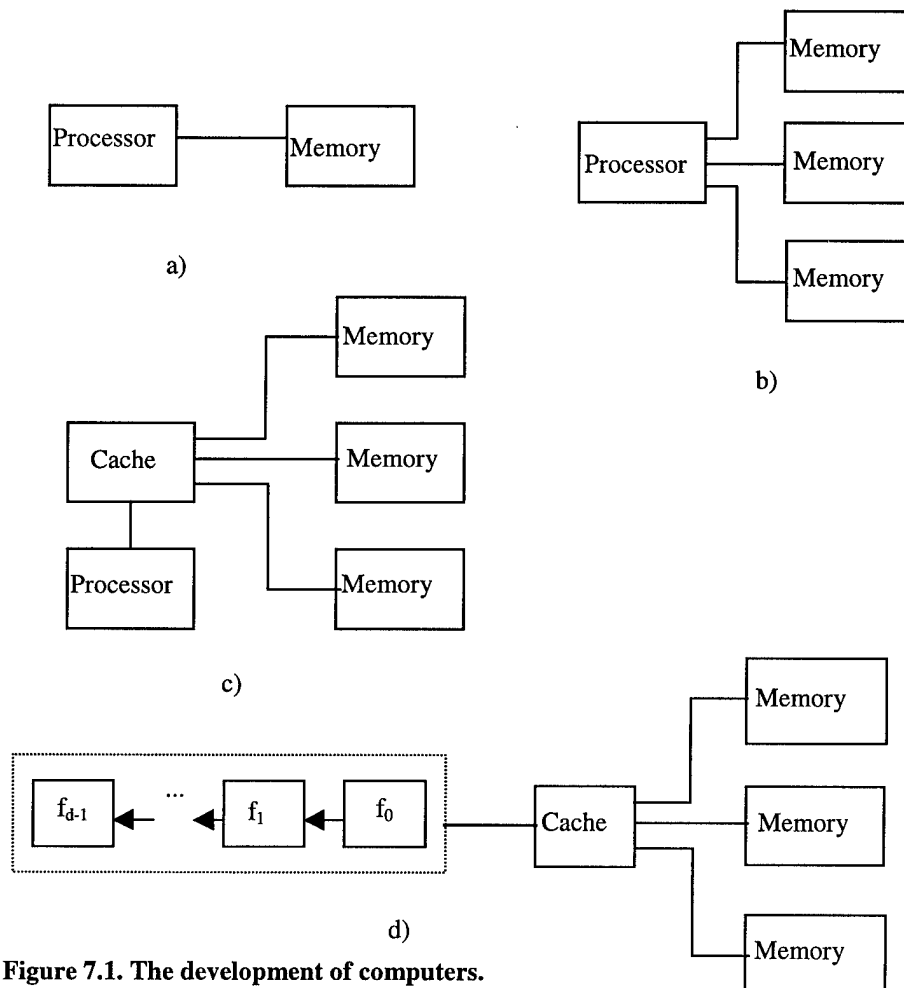 Processor
Memory
a)
Memory
Processor
Memory
Memory
b)
Memory
Cache
Memory
Processor
Memory
c)
f_{d-1}
...
f_1
f_0
Cache
Memory
Memory
Memory
d)
Figure 7.1. The development of computers.